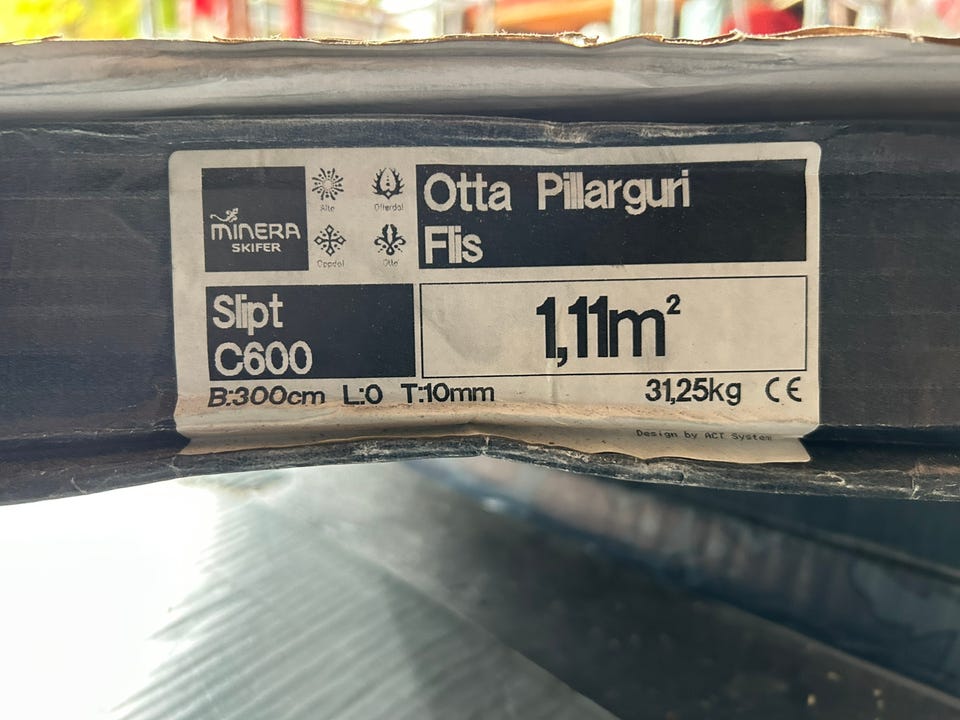 MINERA
SKIFER
Alta
Offerdal
Oppdal
Otta
Otta Pillarguri
Flis
Slipt
C600
1,11m²
B:300cm L:0 T:10mm
31,25kg CE
Design by ACT System